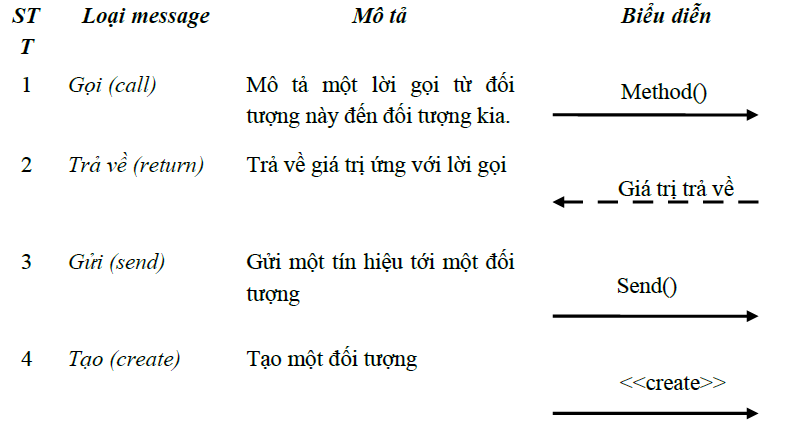 ST
T
Loại message
Mô tả
Biểu diễn
1
Gọi (call)
Mô tả một lời gọi từ đối
tượng này đến đối tượng kia.
Method()
2
Trả về (return)
Trả về giá trị ứng với lời gọi
Giá trị trả về
3
Gửi (send)
Gửi một tín hiệu tới một đối
tượng
Send()
4
Tạo (create)
Tạo một đối tượng
<<create>>